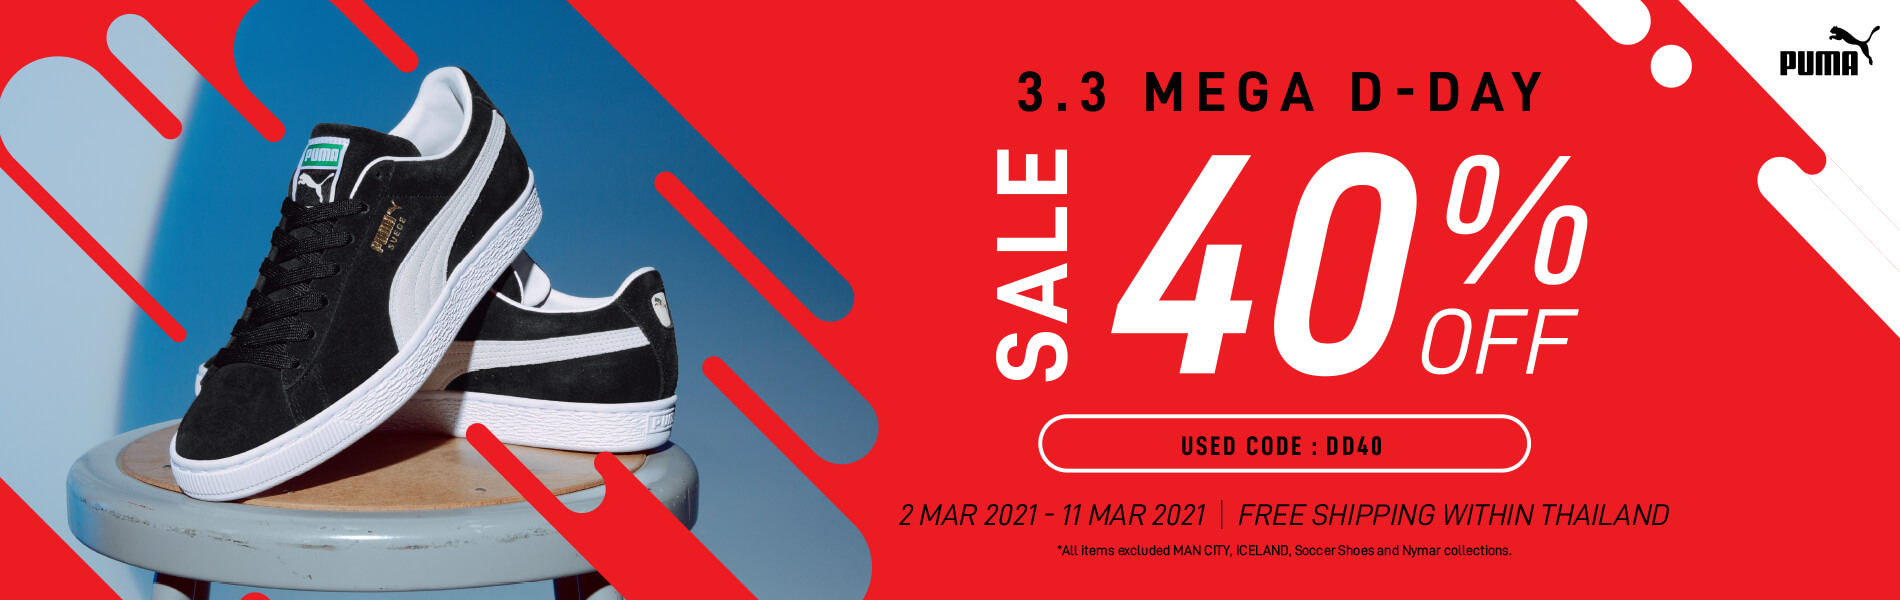 PUMA
3.3 MEGA D-DAY
SALE
40%
OFF
USED CODE : DD40
2 MAR 2021 - 11 MAR 2021 | FREE SHIPPING WITHIN THAILAND
*All items excluded MAN CITY, ICELAND, Soccer Shoes and Nymar collections.
PUMA
PUMA
SUEDE
PUMA